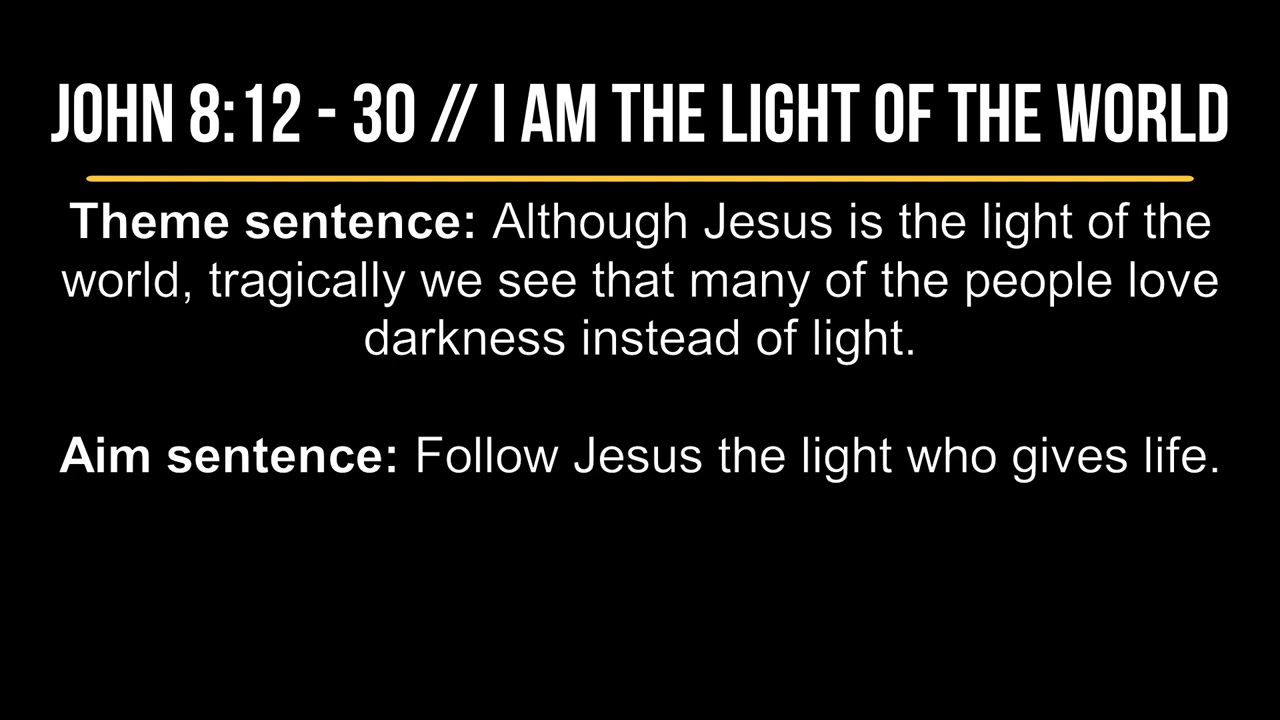 JOHN 8:12 - 30 // I AM THE LIGHT OF THE WORLD
Theme sentence: Although Jesus is the light of the
world, tragically we see that many of the people love
darkness instead of light.
Aim sentence: Follow Jesus the light who gives life.